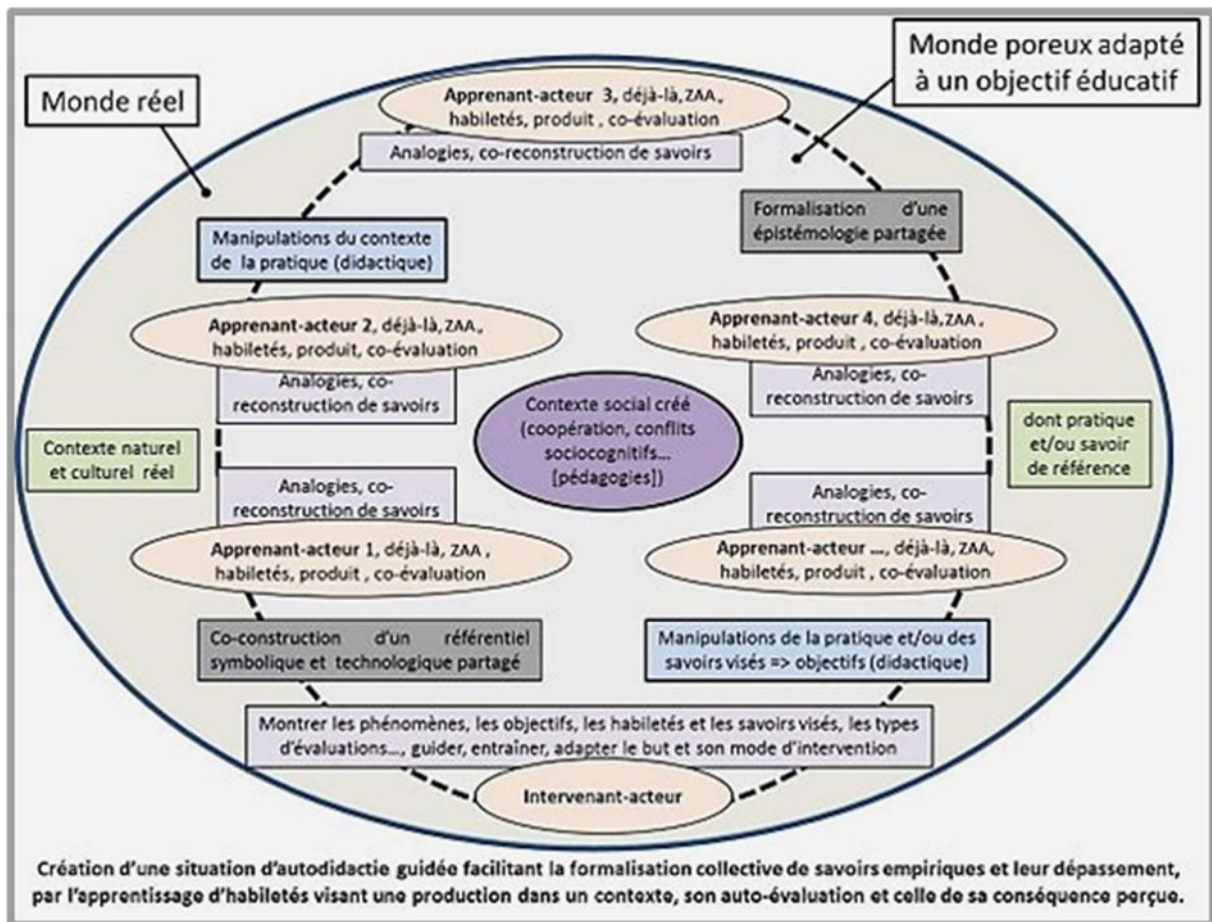 Monde réel
Monde poreux adapté
à un objectif éducatif
Apprenant-acteur 3, déjà-là, ZAA,
habiletés, produit , co-évaluation
Analogies, co-reconstruction de savoirs
Manipulations du contexte
de la pratique (didactique)
Formalisation d'une
épistémologie partagée
Apprenant-acteur 2, déjà-là, ZAA,
habiletés, produit, co-évaluation
Analogies, co-
reconstruction de savoirs
Apprenant-acteur 4, déjà-là, ZAA,
habiletés, produit , co-évaluation
Analogies, co-
reconstruction de savoirs
Contexte social créé
(coopération, conflits
sociocognitifs...
[pédagogies])
Contexte naturel
et culturel réel
dont pratique
et/ou savoir
de référence
Analogies, co-
reconstruction de savoirs
Apprenant-acteur 1, déjà-là, ZAA ,
habiletés, produit , co-évaluation
Analogies, co-
reconstruction de savoirs
Apprenant-acteur ..., déjà-là, ZAA,
habiletés, produit , co-évaluation
Co-construction d'un référentiel
symbolique et technologique partagé
Manipulations de la pratique et/ou des
savoirs visés => objectifs (didactique)
Montrer les phénomènes, les objectifs, les habiletés et les savoirs visés, les types
d'évaluations..., guider, entraîner, adapter le but et son mode d'intervention
Intervenant-acteur
Création d'une situation d'autodidactie guidée facilitant la formalisation collective de savoirs empiriques et leur dépassement,
par l'apprentissage d'habiletés visant une production dans un contexte, son auto-évaluation et celle de sa conséquence perçue.